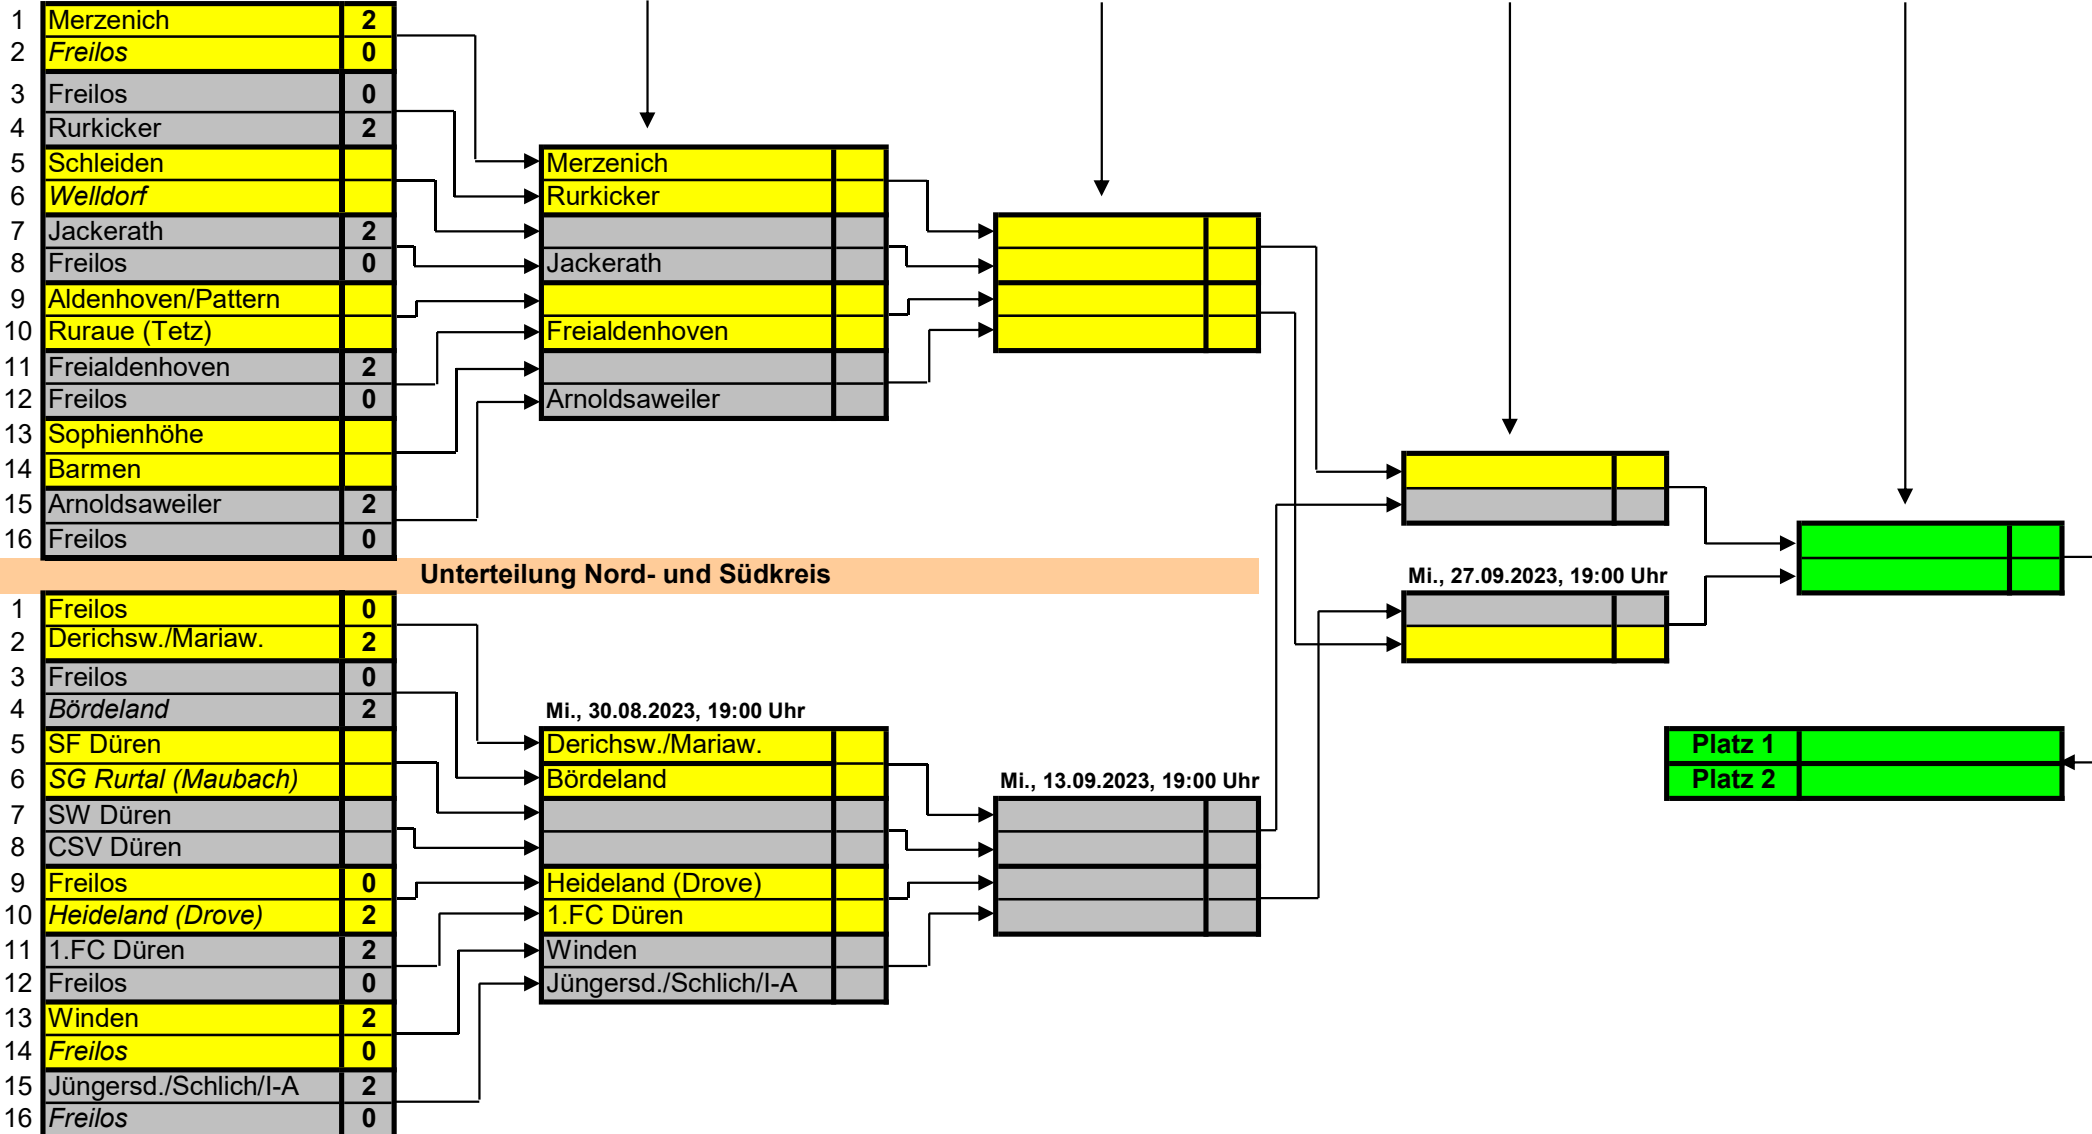 1 Merzenich 2
2 Freilos 0
3 Freilos 0
4 Rurkicker 2
5 Schleiden
6 Welldorf
7 Jackerath 2
8 Freilos 0
9 Aldenhoven/Pattern
10 Ruraue (Tetz)
11 Freialdenhoven 2
12 Freilos 0
13 Sophienhöhe
14 Barmen
15 Arnoldsaweiler 2
16 Freilos 0
Merzenich
Rurkicker
Jackerath
Freialdenhoven
Arnoldsaweiler
Unterteilung Nord- und Südkreis
1 Freilos 0
2 Derichsw./Mariaw. 2
3 Freilos 0
4 Bördeland 2
5 SF Düren
6 SG Rurtal (Maubach)
7 SW Düren
8 CSV Düren
9 Freilos 0
10 Heideland (Drove) 2
11 1.FC Düren 2
12 Freilos 0
13 Winden 2
14 Freilos 0
15 Jüngersd./Schlich/I-A 2
16 Freilos 0
Mi., 30.08.2023, 19:00 Uhr
Derichsw./Mariaw.
Bördeland
Heideland (Drove)
1.FC Düren
Winden
Jüngersd./Schlich/I-A
Mi., 13.09.2023, 19:00 Uhr
Mi., 27.09.2023, 19:00 Uhr
Platz 1
Platz 2